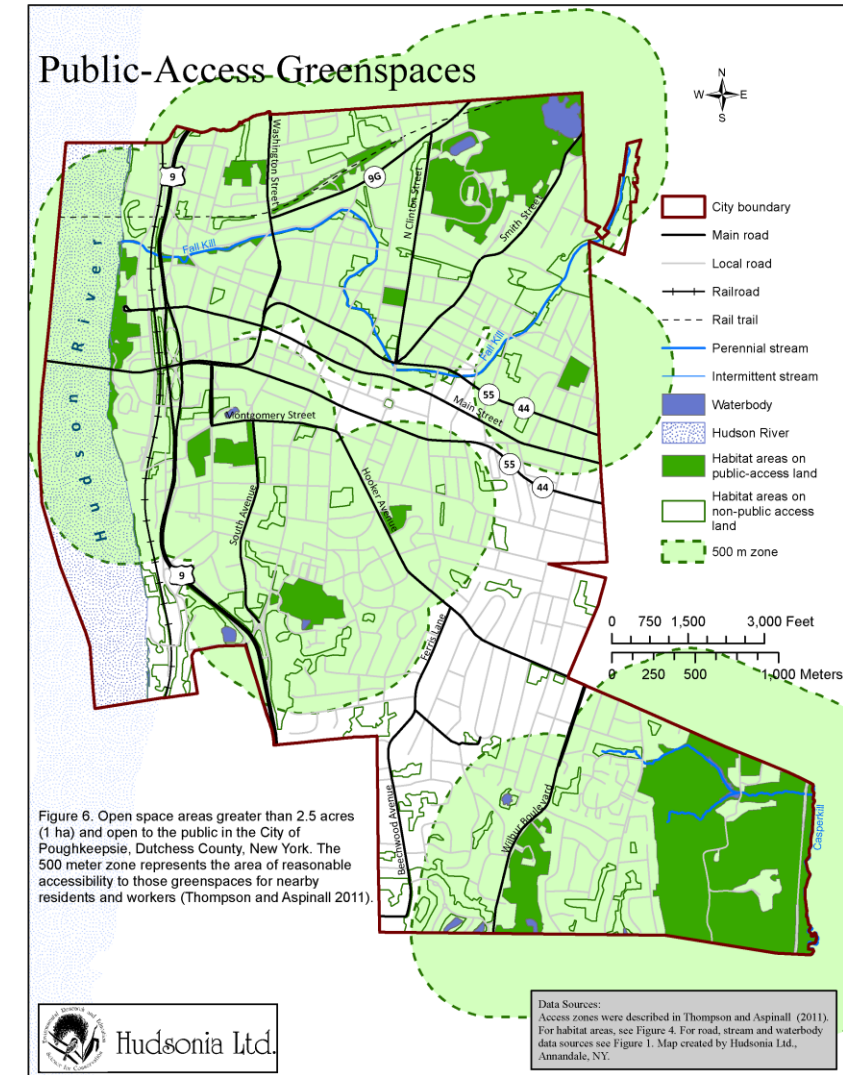 Public-Access Greenspaces
N
W
E
S
9
Washington Street
9G
N Clinton Street
Smith Street
Fall Kill
Hudson River
Fall Kill
55
44
Main Street
Montgomery Street
55
44
South Avenue
Hooker Avenue
9
Ferris Lane
Beechwood Avenue
Wilbur Boulevard
Casperkill
City boundary
Main road
Local road
Railroad
Rail trail
Perennial stream
Intermittent stream
Waterbody
Hudson River
Habitat areas on
public-access land
Habitat areas on
non-public access
land
500 m zone
0 750 1,500 3,000 Feet
0 250 500 1,000 Meters
Figure 6. Open space areas greater than 2.5 acres
(1 ha) and open to the public in the City of
Poughkeepsie, Dutchess County, New York. The
500 meter zone represents the area of reasonable
accessibility to those greenspaces for nearby
residents and workers (Thompson and Aspinall 2011).
Hudsonia Ltd.
Data Sources:
Access zones were described in Thompson and Aspinall (2011).
For habitat areas, see Figure 4. For road, stream and waterbody
data sources see Figure 1. Map created by Hudsonia Ltd.,
Annandale, NY.